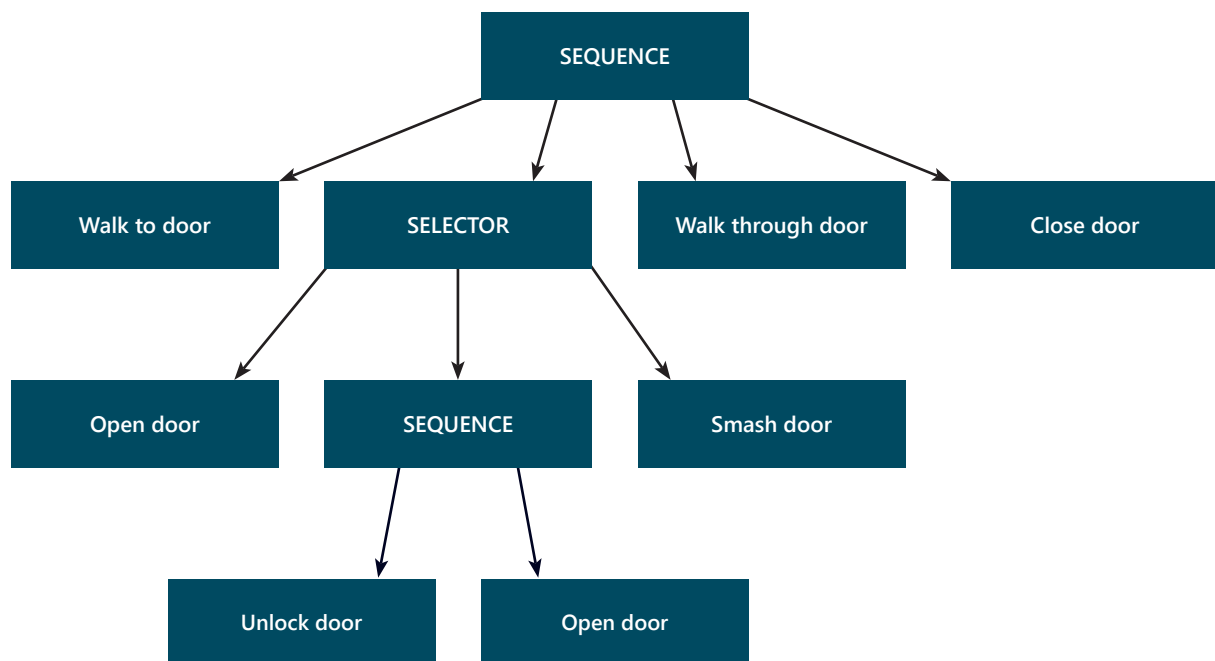 SEQUENCE
Walk to door
SELECTOR
Walk through door
Close door
Open door
SEQUENCE
Smash door
Unlock door
Open door